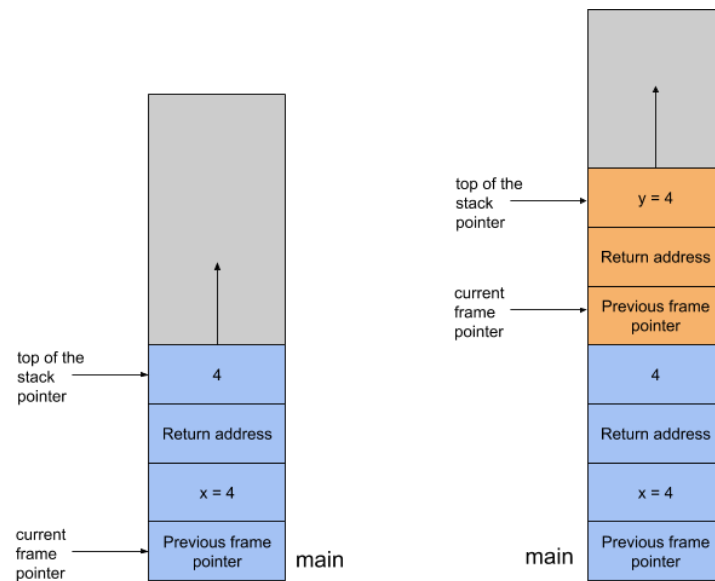 top of the
stack
pointer
4
Return address
x = 4
current
frame
pointer
Previous frame
pointer
main
top of the
stack
pointer
y = 4
Return address
current
frame
pointer
Previous frame
pointer
4
Return address
x = 4
Previous frame
pointer
main